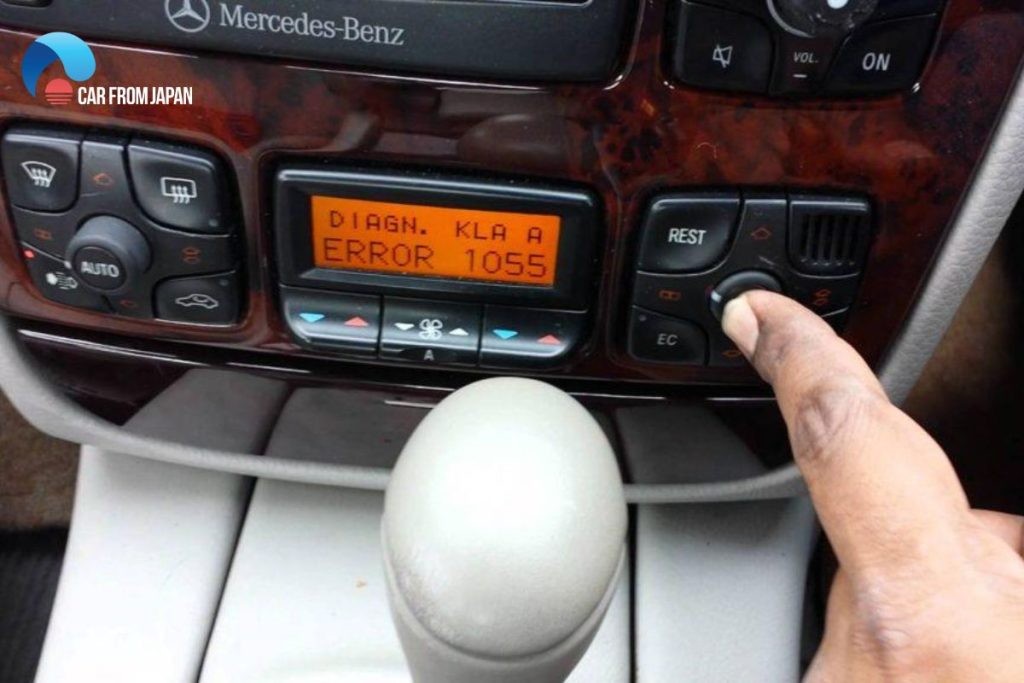 Mercedes-Benz
CAR FROM JAPAN
VOL.
ON
AUTO
DIAGN. KLA A
ERROR 1055
A
REST
EC